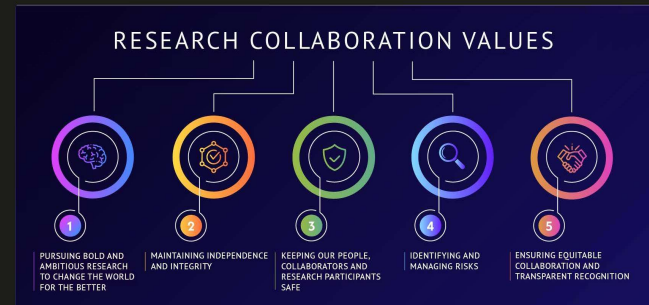 RESEARCH COLLABORATION VALUES
1
PURSUING BOLD AND
AMBITIOUS RESEARCH
TO CHANGE THE WORLD
FOR THE BETTER
2
MAINTAINING INDEPENDENCE
AND INTEGRITY
3
KEEPING OUR PEOPLE,
COLLABORATORS AND
RESEARCH PARTICIPANTS
SAFE
4
IDENTIFYING AND
MANAGING RISKS
5
ENSURING EQUITABLE
COLLABORATION AND
TRANSPARENT RECOGNITION